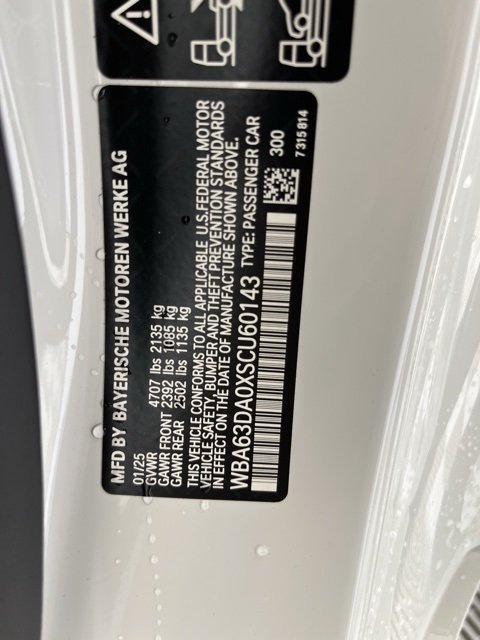 MFD BY BAYERISCHE MOTOREN WERKE AG
01/25
GVWR 4707 lbs 2135 kg
GAWR FRONT 2392 lbs 1085 kg
GAWR REAR 2502 lbs 1135 kg
THIS VEHICLE CONFORMS TO ALL APPLICABLE U.S.FEDERAL MOTOR
VEHICLE SAFETY, BUMPER AND THEFT PREVENTION STANDARDS
IN EFFECT ON THE DATE OF MANUFACTURE SHOWN ABOVE.
WBA63DA0XSCU60143 TYPE: PASSENGER CAR
300
7 315 814